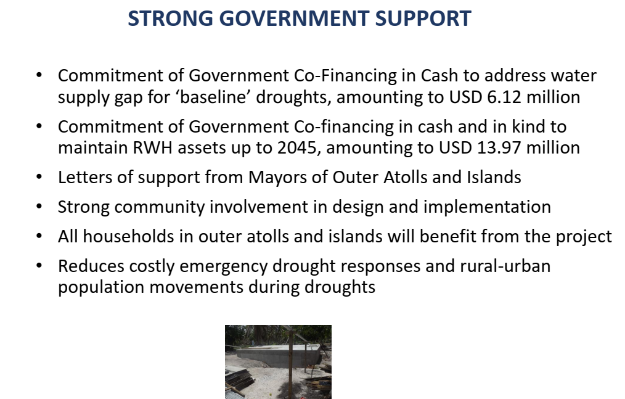 STRONG GOVERNMENT SUPPORT
• Commitment of Government Co-Financing in Cash to address water
supply gap for ‘baseline’ droughts, amounting to USD 6.12 million
• Commitment of Government Co-financing in cash and in kind to
maintain RWH assets up to 2045, amounting to USD 13.97 million
• Letters of support from Mayors of Outer Atolls and Islands
• Strong community involvement in design and implementation
• All households in outer atolls and islands will benefit from the project
• Reduces costly emergency drought responses and rural-urban
population movements during droughts